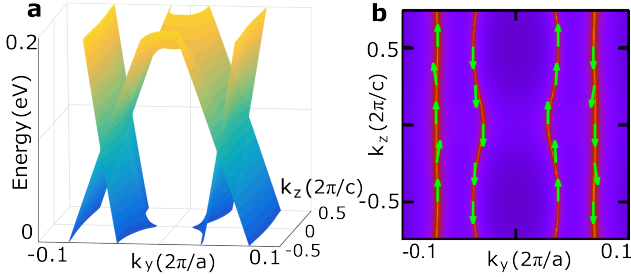 a
0.2
Energy (eV)
0
-0.1
k_y (2π/a)
0.1
k_z (2π/c)
0.5
0
-0.5
b
0.5
k_z (2π/c)
-0.5
-0.1
k_y (2π/a)
0.1